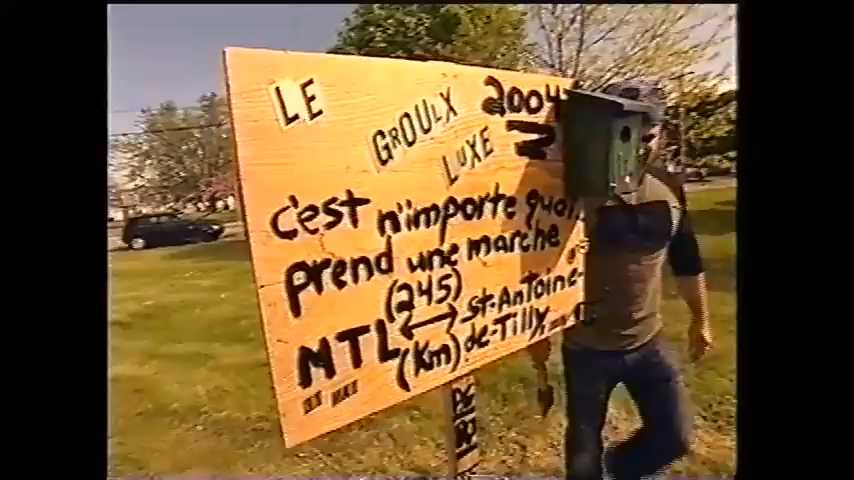 LE GROULX LUXE 2004
c'est n'importe quoi
prend une marche
MTL (245) ↔ (Km) st-Antoine-
de-Tilly